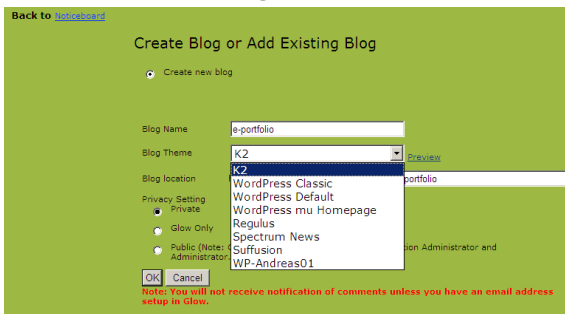 Back to Noticeboard
Create Blog or Add Existing Blog
Create new blog
Blog Name e-portfolio
Blog Theme K2 Preview
K2
WordPress Classic
WordPress Default
WordPress mu Homepage
Regulus
Spectrum News
Suffusion
WP-Andreas01
Blog location portfolio
Privacy Setting
Private
Glow Only
Public (Note: tion Administrator and
Administrator.
OK Cancel
Note: You will not receive notification of comments unless you have an email address
setup in Glow.